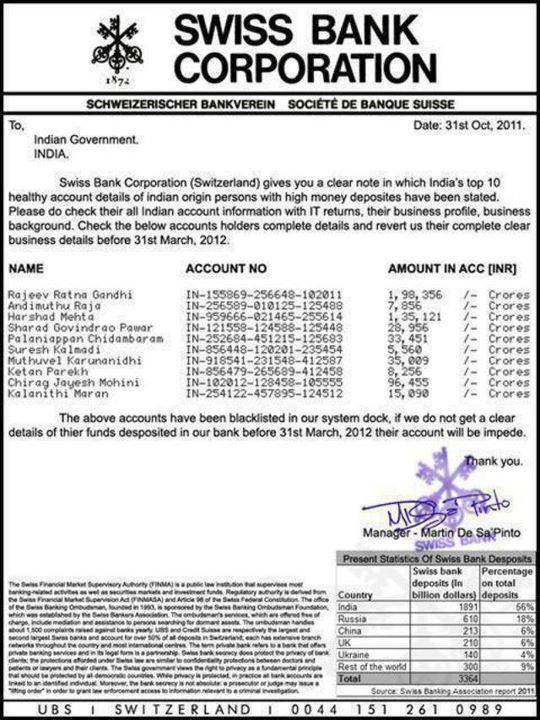 1872
SWISS BANK
CORPORATION
SCHWEIZERISCHER BANKVEREIN SOCIÉTÉ DE BANQUE SUISSE
To, Date: 31st Oct, 2011.
Indian Government.
INDIA.
Swiss Bank Corporation (Switzerland) gives you a clear note in which India's top 10
healthy account details of indian origin persons with high money deposites have been stated.
Please do check their all Indian account information with IT returns, their business profile, business
background. Check the below accounts holders complete details and revert us their complete clear
business details before 31st March, 2012.
NAME ACCOUNT NO AMOUNT IN ACC [INR]
Rajeev Ratna Gandhi IN-155869-256648-102011 1,98,356 /- Crores
Andimuthu Raja IN-256589-010125-125488 7,856 /- Crores
Harshad Mehta IN-959666-021465-255614 1,35,121 /- Crores
Sharad Govindrao Pawar IN-121558-124588-125448 28,956 /- Crores
Palaniappan Chidambaram IN-252684-451215-125683 33,451 /- Crores
Suresh Kalmadi IN-856448-120201-235454 5,560 /- Crores
Muthuvel Karunanidhi IN-918541-231548-412587 35,009 /- Crores
Ketan Parekh IN-856479-265689-412458 8,256 /- Crores
Chirag Jayesh Mohini IN-102012-128458-105555 96,455 /- Crores
Kalanithi Maran IN-254122-457895-124512 15,090 /- Crores
The above accounts have been blacklisted in our system dock, if we do not get a clear
details of thier funds desposited in our bank before 31st March, 2012 their account will be impede.
Thank you.
Manager - Martin De Sa'Pinto
SWISS BANK
The Swiss Financial Market Supervisory Authority (FINMA) is a public law institution that supervises most
banking-related activities as well as securities markets and investment funds. Regulatory authority is derived from
the Swiss Financial Market Supervision Act (FINMASA) and Article 98 of the Swiss Federal Constitution. The office
of the Swiss Banking Ombudsman, founded in 1993, is sponsored by the Swiss Banking Ombudsman Foundation,
which was established by the Swiss Bankers Association. The ombudsman's services, which are offered free of
charge, include mediation and assistance to persons searching for dormant assets. The ombudsman handles
about 1,500 complaints raised against banks yearly. UBS and Credit Suisse are respectively the largest and
second largest Swiss banks and account for over 50% of all deposits in Switzerland, each has extensive branch
networks throughout the country and most international centres. The term private bank refers to a bank that offers
private banking services and in its legal form is a partnership. Swiss bank secrecy does protect the privacy of bank
clients; the protections afforded under Swiss law are similar to confidentiality protections between doctors and
patients or lawyers and their clients. The Swiss government views the right to privacy as a fundamental principle
that should be protected by all democratic countries. While privacy is protected, in practice all bank accounts are
linked to an identified individual. Moreover, the bank secrecy is not absolute: a prosecutor or judge may issue a
"lifting order" in order to grant law enforcement access to information relevant to a criminal investigation.
Present Statistics Of Swiss Bank Desposits
Country Swiss bank deposits (In billion dollars) Percentage on total deposits
India 1891 56%
Russia 610 18%
China 213 6%
UK 210 6%
Ukraine 140 4%
Rest of the world 300 9%
Total 3364
Source: Swiss Banking Association report 2011
UBS | SWITZERLAND | 0044 151 261 0989